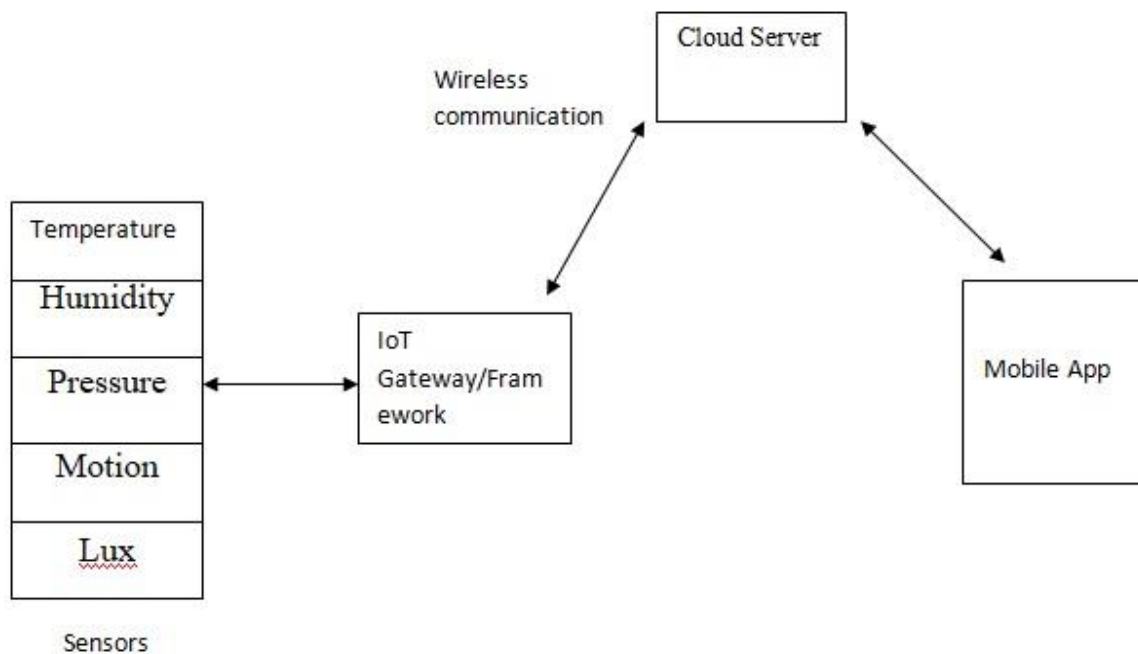 Cloud Server
Wireless
communication
Temperature
Humidity
Pressure
Motion
Lux
Sensors
IoT
Gateway/Fram
ework
Mobile App